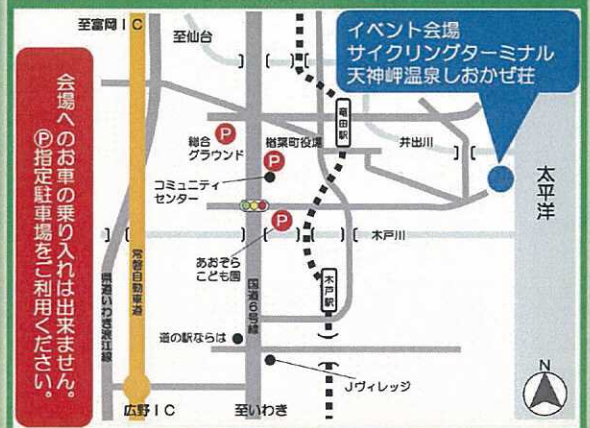 会場へのお車の乗り入れは出来ません。
Ⓟ指定駐車場をご利用ください。
至富岡ＩＣ
至仙台
イベント会場
サイクリングターミナル
天神岬温泉しおかぜ荘
竜田駅
P
総合
グラウンド
楢葉町役場
P
井出川
コミュニティ
センター
太平洋
P
木戸川
あおぞら
こども園
木戸駅
県道いわき浪江線
常磐自動車道
国道６号線
道の駅ならは
Jヴィレッジ
N
広野ＩＣ
至いわき